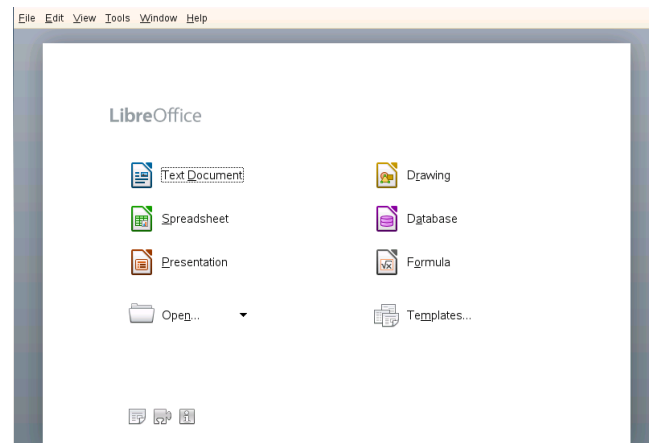 File Edit View Tools Window Help
LibreOffice
Text Document Drawing
Spreadsheet Database
Presentation Formula
Open... Templates...